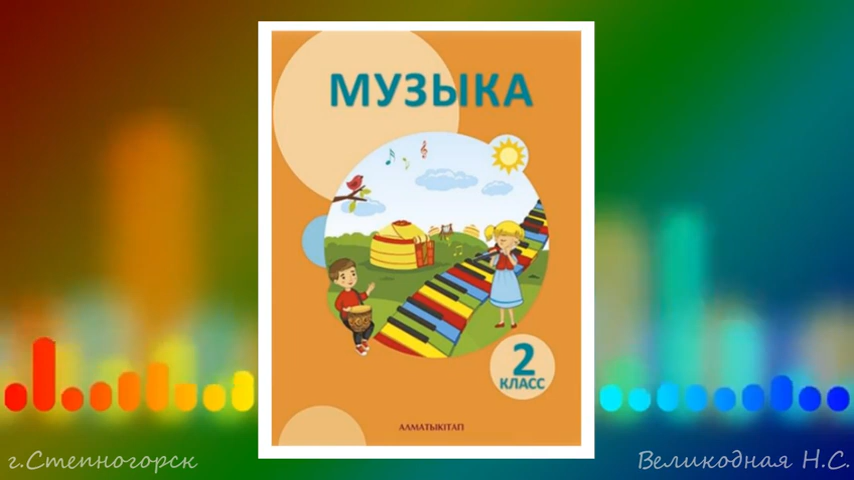 МУЗЫКА
2
КЛАСС
АЛМАТЫКІТАП
г.Степногорск
Великодная Н.С.